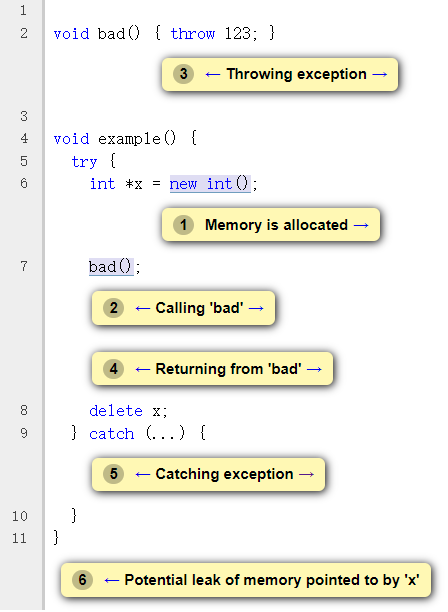 1
2 void bad() { throw 123; }
3 ← Throwing exception →
3
4 void example() {
5 try {
6 int *x = new int();
1 Memory is allocated →
7 bad();
2 ← Calling 'bad' →
4 ← Returning from 'bad' →
8 delete x;
9 } catch (...) {
5 ← Catching exception →
10 }
11 }
6 ← Potential leak of memory pointed to by 'x'